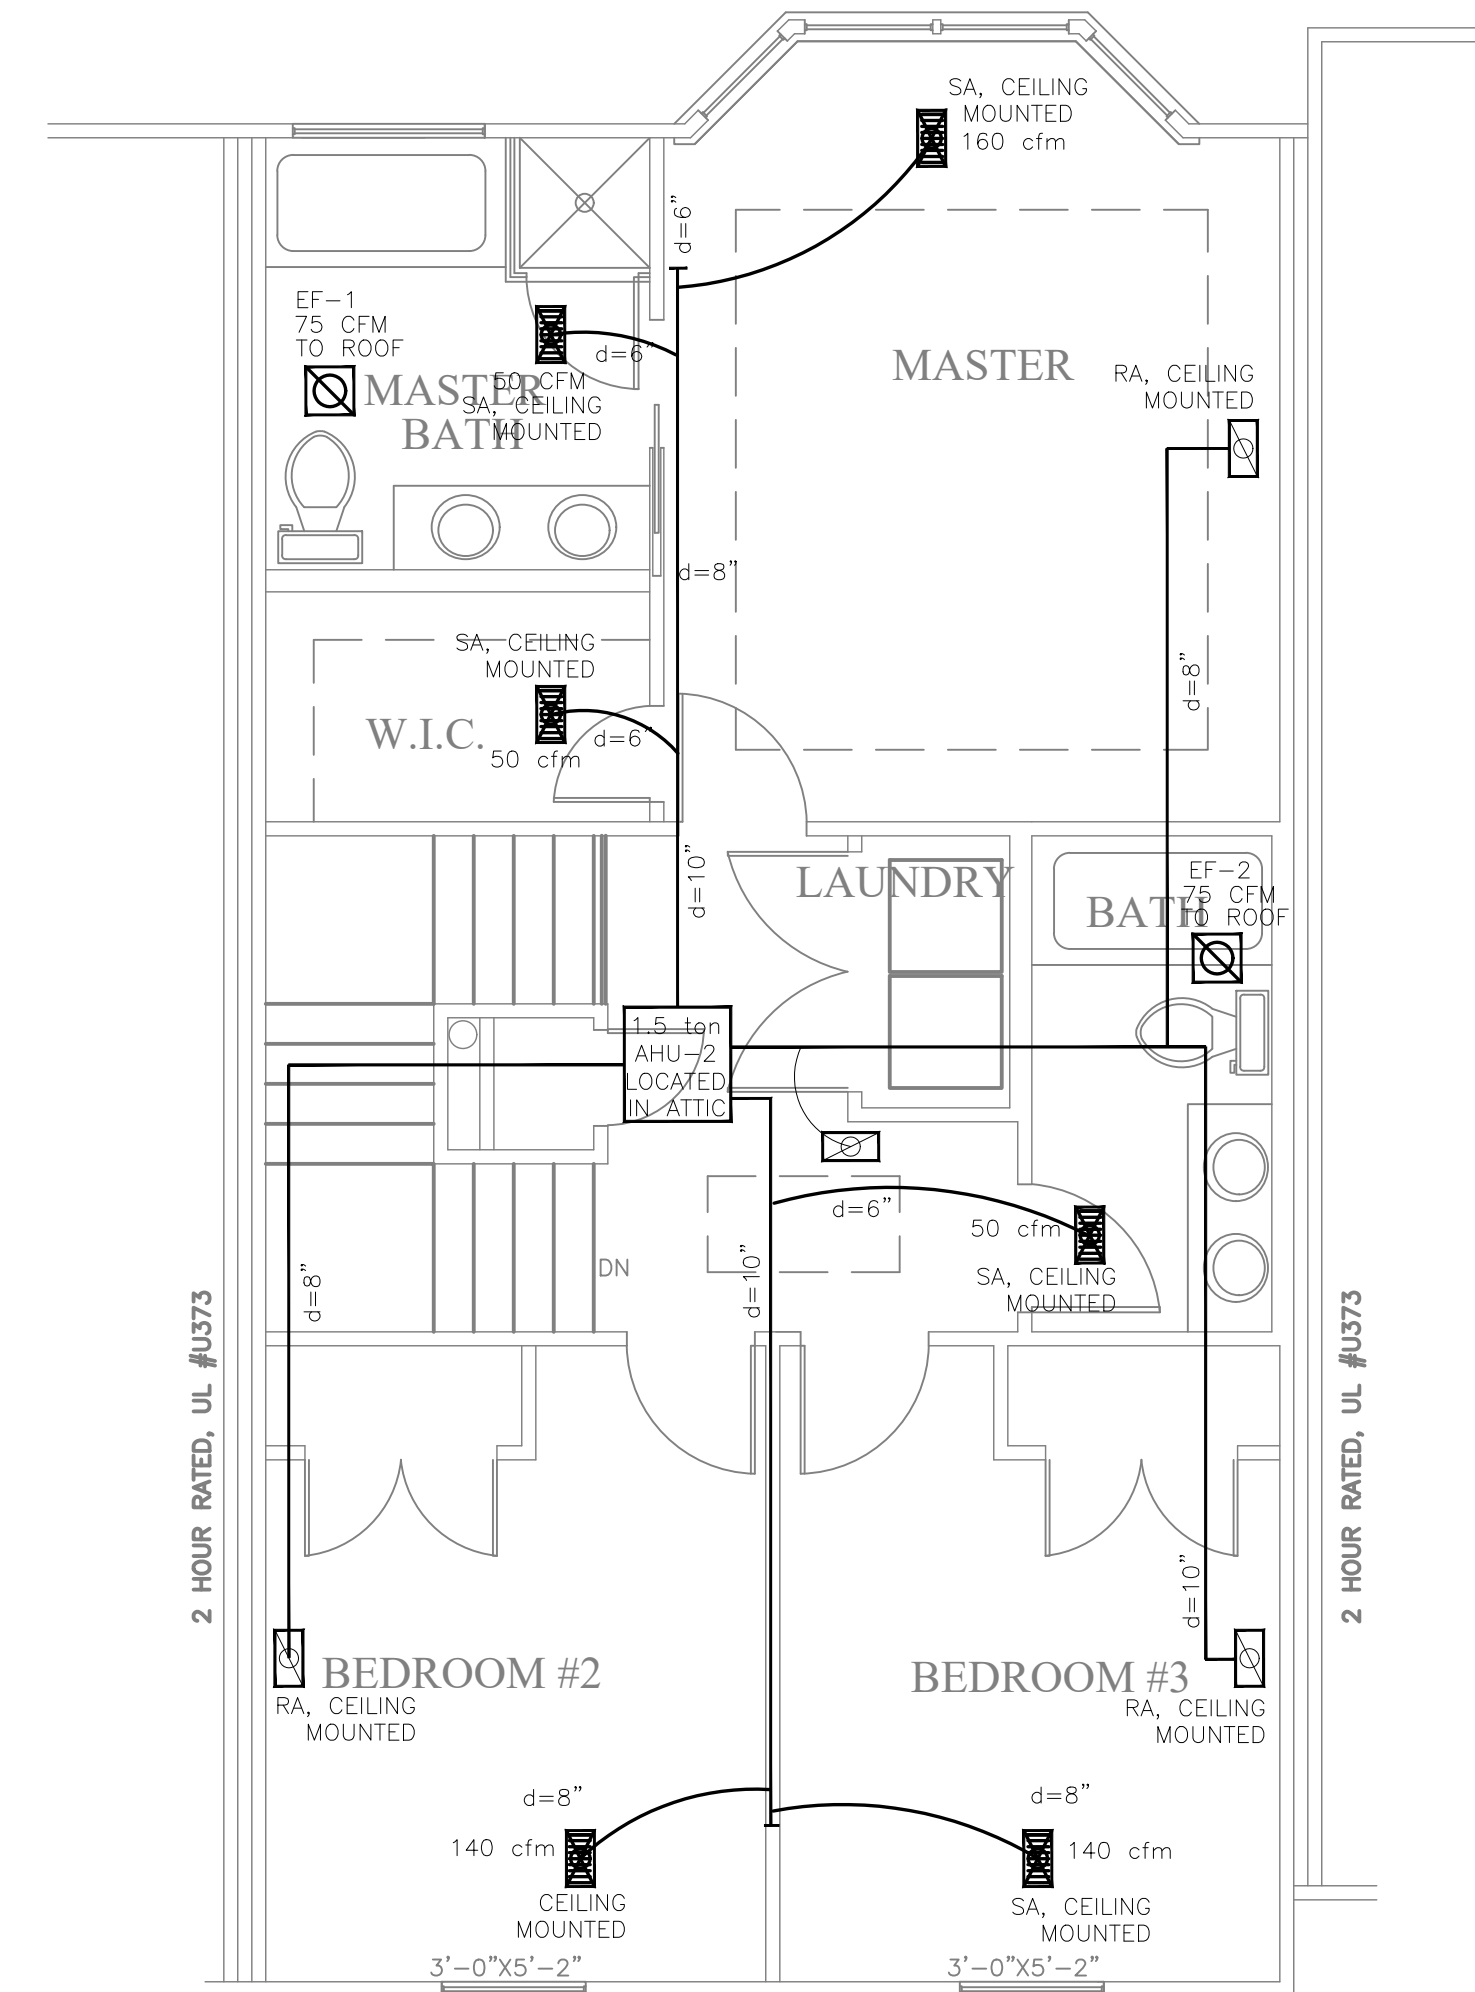 SA, CEILING
MOUNTED
160 cfm
d=6"
EF-1
75 CFM
TO ROOF
d=6"
MASTER
BATH
50 CFM
SA, CEILING
MOUNTED
MASTER
RA, CEILING
MOUNTED
d=8"
SA, CEILING
MOUNTED
W.I.C.
d=6"
50 cfm
d=8"
d=10"
LAUNDRY
BATH
EF-2
75 CFM
TO ROOF
1.5 ton
AHU-2
LOCATED
IN ATTIC
d=6"
50 cfm
SA, CEILING
MOUNTED
DN
d=8"
d=10"
2 HOUR RATED, UL #U373
2 HOUR RATED, UL #U373
d=10"
BEDROOM #2
RA, CEILING
MOUNTED
BEDROOM #3
RA, CEILING
MOUNTED
d=8"
140 cfm
CEILING
MOUNTED
d=8"
140 cfm
SA, CEILING
MOUNTED
3'-0"X5'-2"
3'-0"X5'-2"